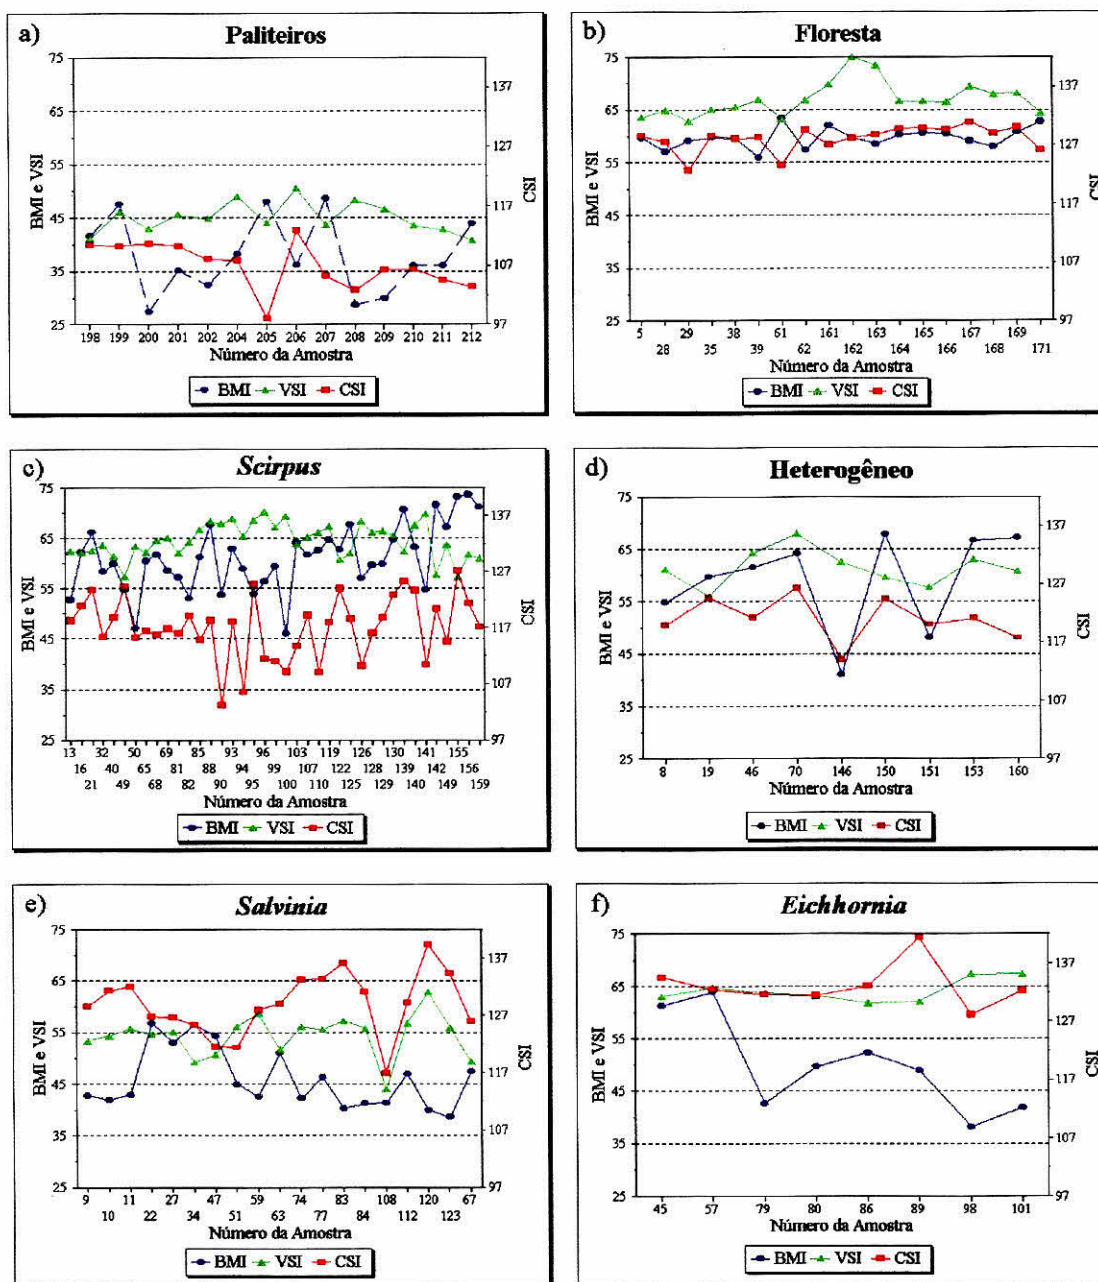 a)
Paliteiros
75
65
55
45
35
25
BMI e VSI
137
127
117
107
97
CSI
198 199 200 201 202 204 205 206 207 208 209 210 211 212
Número da Amostra
BMI VSI CSI
b)
Floresta
75
65
55
45
35
25
BMI e VSI
137
127
117
107
97
CSI
5 29 38 61 161 163 165 167 169
28 35 39 62 162 164 166 168 171
Número da Amostra
BMI VSI CSI
c)
Scirpus
75
65
55
45
35
25
BMI e VSI
137
127
117
107
97
CSI
13 32 50 69 85 93 96 103 114 126 130 141 155
16 40 65 81 88 94 99 107 122 128 139 142 156
21 49 68 82 90 95 100 110 125 129 140 149 159
Número da Amostra
BMI VSI CSI
d)
Heterogêneo
75
65
55
45
35
25
BMI e VSI
137
127
117
107
97
CSI
8 19 46 70 146 150 151 153 160
Número da Amostra
BMI VSI CSI
e)
Salvinia
75
65
55
45
35
25
BMI e VSI
137
127
117
107
97
CSI
9 11 27 47 59 74 83 108 120 67
10 22 34 51 63 77 84 112 123
Número da Amostra
BMI VSI CSI
f)
Eichhornia
75
65
55
45
35
25
BMI e VSI
137
127
117
107
97
CSI
45 57 79 80 86 89 98 101
Número da Amostra
BMI VSI CSI